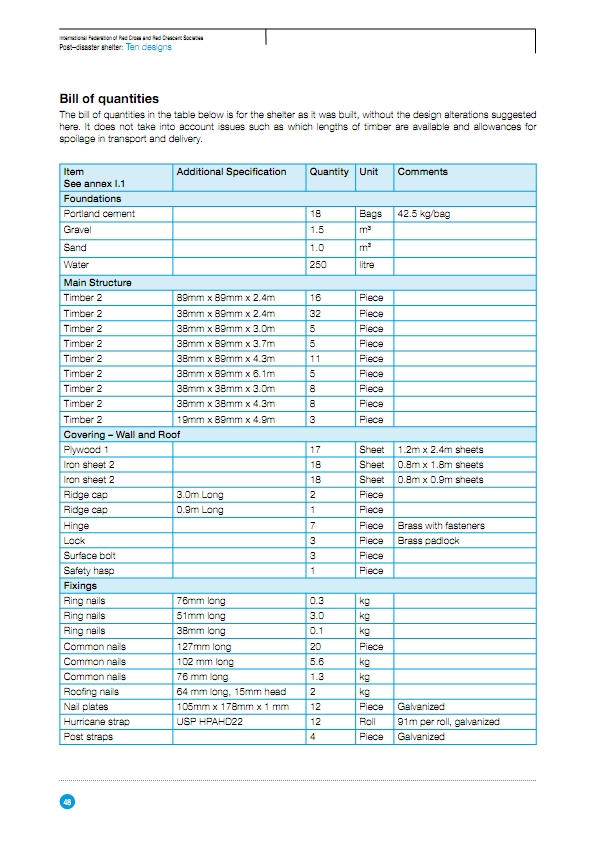 International Federation of Red Cross and Red Crescent Societies
Post–disaster shelter: Ten designs
Bill of quantities
The bill of quantities in the table below is for the shelter as it was built, without the design alterations suggested
here. It does not take into account issues such as which lengths of timber are available and allowances for
spoilage in transport and delivery.
Item Additional Specification Quantity Unit Comments
See annex I.1
Foundations
Portland cement 18 Bags 42.5 kg/bag
Gravel 1.5 m³
Sand 1.0 m³
Water 250 litre
Main Structure
Timber 2 89mm x 89mm x 2.4m 16 Piece
Timber 2 38mm x 89mm x 2.4m 32 Piece
Timber 2 38mm x 89mm x 3.0m 5 Piece
Timber 2 38mm x 89mm x 3.7m 5 Piece
Timber 2 38mm x 89mm x 4.3m 11 Piece
Timber 2 38mm x 89mm x 6.1m 5 Piece
Timber 2 38mm x 38mm x 3.0m 8 Piece
Timber 2 38mm x 38mm x 4.3m 8 Piece
Timber 2 19mm x 89mm x 4.9m 3 Piece
Covering – Wall and Roof
Plywood 1 17 Sheet 1.2m x 2.4m sheets
Iron sheet 2 18 Sheet 0.8m x 1.8m sheets
Iron sheet 2 18 Sheet 0.8m x 0.9m sheets
Ridge cap 3.0m Long 2 Piece
Ridge cap 0.9m Long 1 Piece
Hinge 7 Piece Brass with fasteners
Lock 3 Piece Brass padlock
Surface bolt 3 Piece
Safety hasp 1 Piece
Fixings
Ring nails 76mm long 0.3 kg
Ring nails 51mm long 3.0 kg
Ring nails 38mm long 0.1 kg
Common nails 127mm long 20 Piece
Common nails 102 mm long 5.6 kg
Common nails 76 mm long 1.3 kg
Roofing nails 64 mm long, 15mm head 2 kg
Nail plates 105mm x 178mm x 1 mm 12 Piece Galvanized
Hurricane strap USP HPAHD22 12 Roll 91m per roll, galvanized
Post straps 4 Piece Galvanized
48